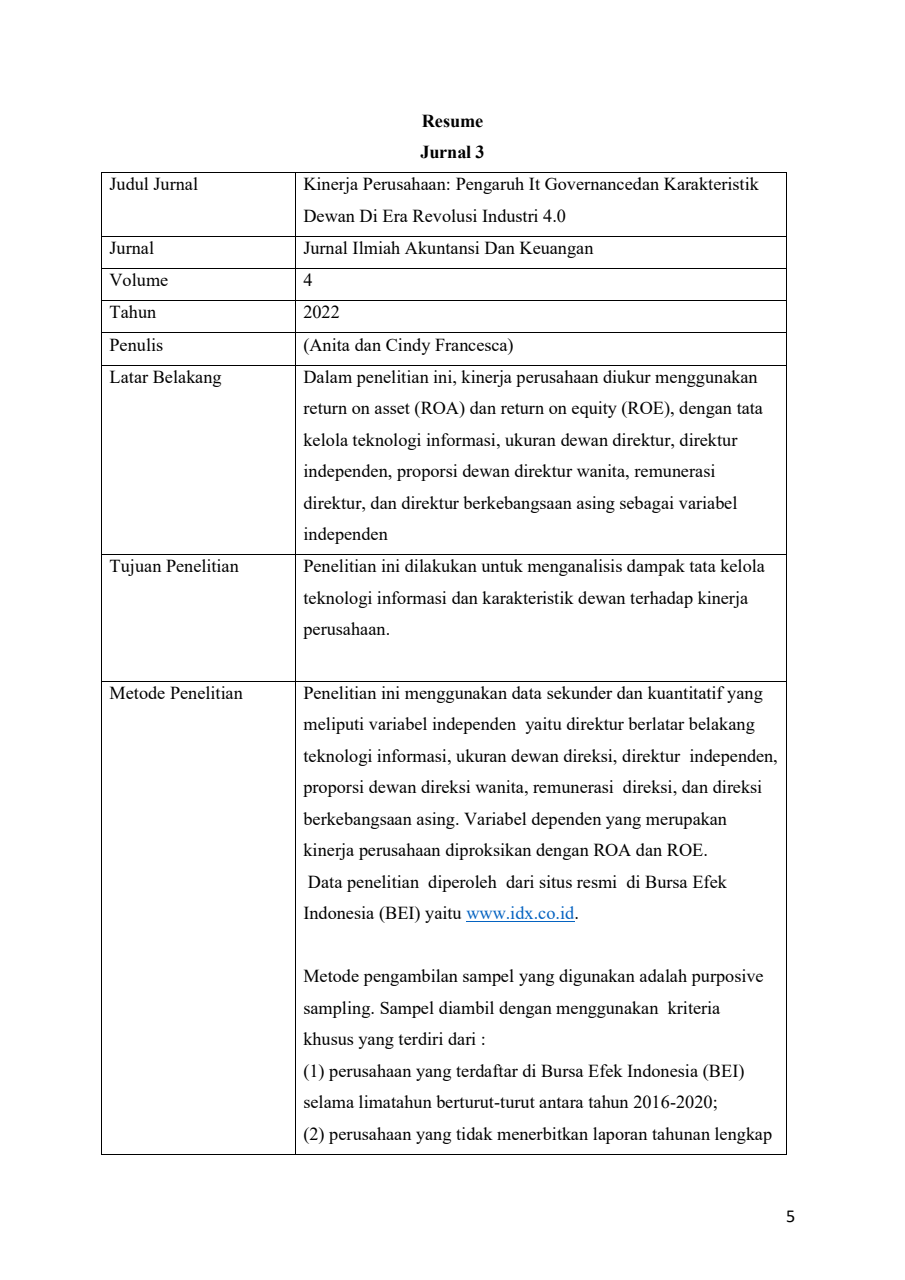 Resume
Jurnal 3
Judul Jurnal
Kinerja Perusahaan: Pengaruh It Governancedan Karakteristik
Dewan Di Era Revolusi Industri 4.0
Jurnal
Jurnal Ilmiah Akuntansi Dan Keuangan
Volume
4
Tahun
2022
Penulis
(Anita dan Cindy Francesca)
Latar Belakang
Dalam penelitian ini, kinerja perusahaan diukur menggunakan
return on asset (ROA) dan return on equity (ROE), dengan tata
kelola teknologi informasi, ukuran dewan direktur, direktur
independen, proporsi dewan direktur wanita, remunerasi
direktur, dan direktur berkebangsaan asing sebagai variabel
independen
Tujuan Penelitian
Penelitian ini dilakukan untuk menganalisis dampak tata kelola
teknologi informasi dan karakteristik dewan terhadap kinerja
perusahaan.
Metode Penelitian
Penelitian ini menggunakan data sekunder dan kuantitatif yang
meliputi variabel independen  yaitu direktur berlatar belakang
teknologi informasi, ukuran dewan direksi, direktur  independen,
proporsi dewan direksi wanita, remunerasi  direksi, dan direksi
berkebangsaan asing. Variabel dependen yang merupakan
kinerja perusahaan diproksikan dengan ROA dan ROE.
Data penelitian  diperoleh  dari situs resmi  di Bursa Efek
Indonesia (BEI) yaitu www.idx.co.id.
Metode pengambilan sampel yang digunakan adalah purposive
sampling. Sampel diambil dengan menggunakan  kriteria
khusus yang terdiri dari :
(1) perusahaan yang terdaftar di Bursa Efek Indonesia (BEI)
selama limatahun berturut-turut antara tahun 2016-2020;
(2) perusahaan yang tidak menerbitkan laporan tahunan lengkap
5